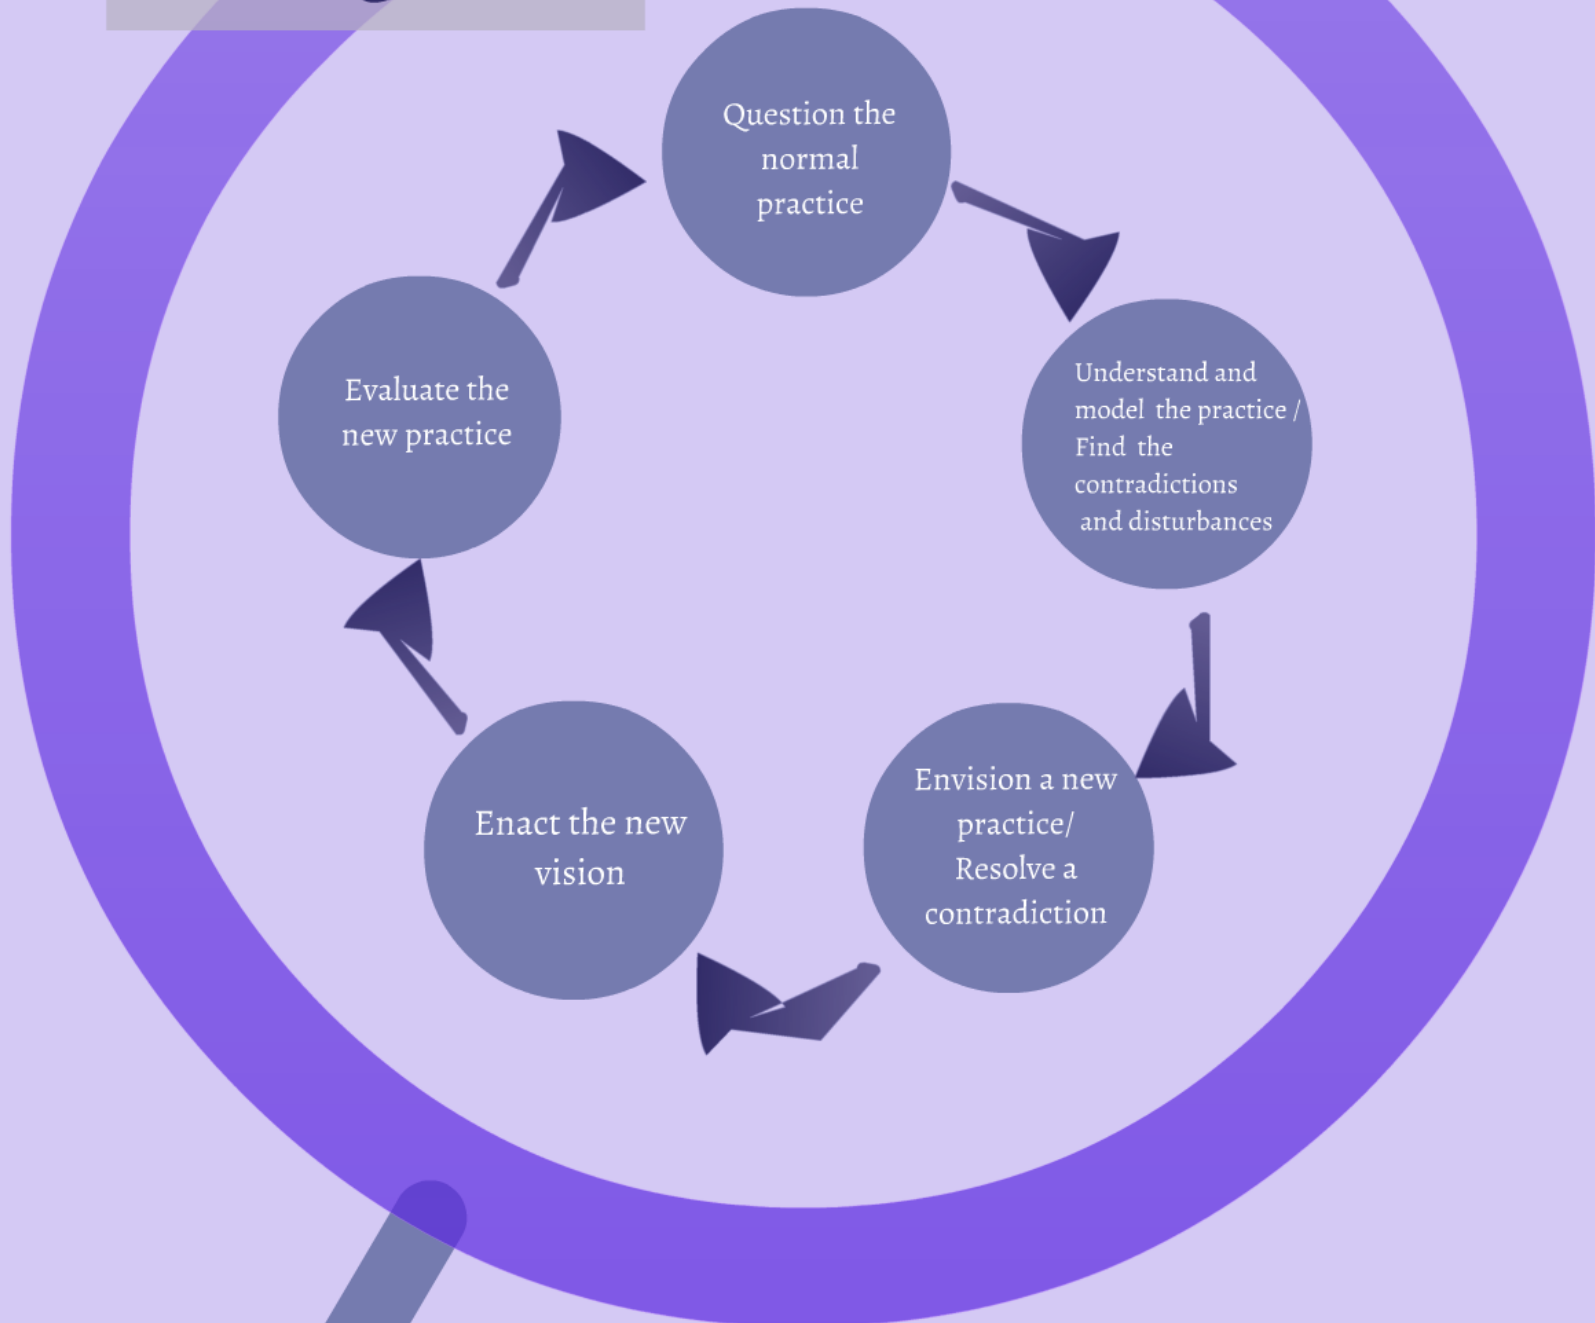 Question the
normal
practice
Understand and
model the practice /
Find the
contradictions
and disturbances
Envision a new
practice/
Resolve a
contradiction
Enact the new
vision
Evaluate the
new practice